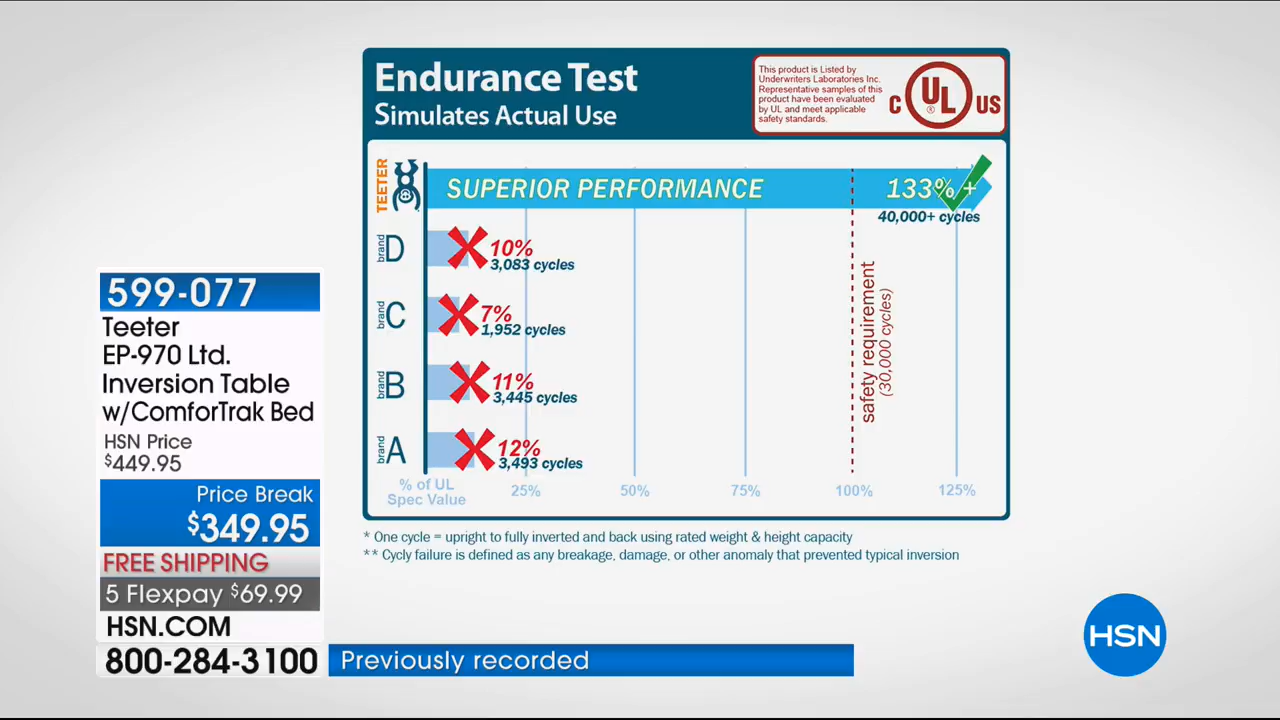 Endurance Test
Simulates Actual Use
This product is Listed by
Underwriters Laboratories Inc.
Representative samples of this
product have been evaluated
by UL and meet applicable
safety standards.
C UL ® US
TEETER
SUPERIOR PERFORMANCE
133% +
40,000+ cycles
brand D
10%
3,083 cycles
brand C
7%
1,952 cycles
brand B
11%
3,445 cycles
brand A
12%
3,493 cycles
safety requirement
(30,000 cycles)
% of UL
Spec Value
25%
50%
75%
100%
125%
* One cycle = upright to fully inverted and back using rated weight & height capacity
** Cycly failure is defined as any breakage, damage, or other anomaly that prevented typical inversion
599-077
Teeter
EP-970 Ltd.
Inversion Table
w/ComforTrak Bed
HSN Price
$449.95
Price Break
$349.95
FREE SHIPPING
5 Flexpay $69.99
HSN.COM
800-284-3100
Previously recorded
HSN